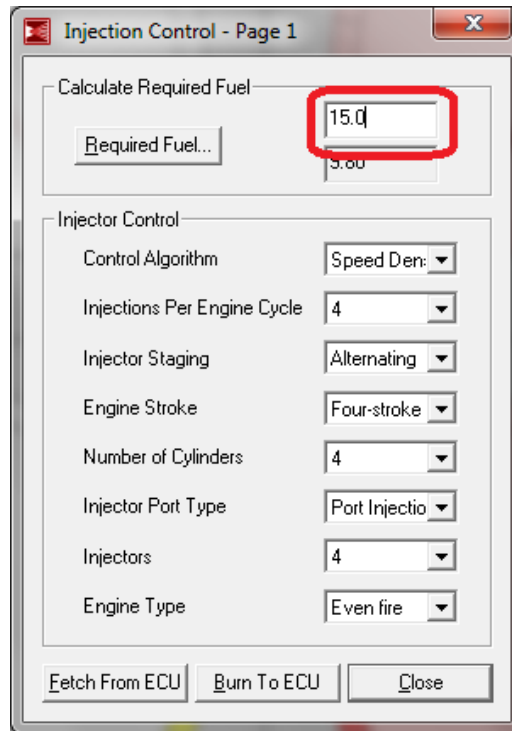 Injection Control - Page 1
Calculate Required Fuel
15.0
Required Fuel...
9.80
Injector Control
Control Algorithm Speed Den:
Injections Per Engine Cycle 4
Injector Staging Alternating
Engine Stroke Four-stroke
Number of Cylinders 4
Injector Port Type Port Injectio
Injectors 4
Engine Type Even fire
Fetch From ECU Burn To ECU Close